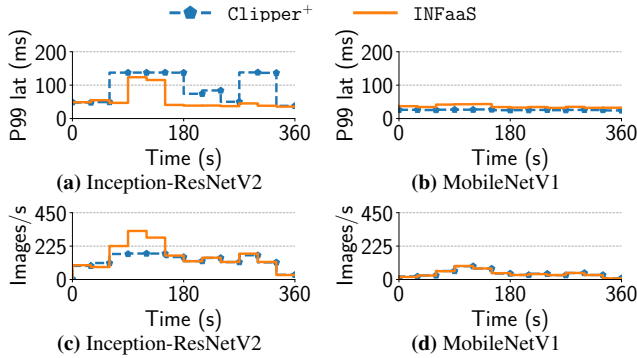 Clipper+ INFaaS
P99 lat (ms)
200
100
0
0 180 360
Time (s)
(a) Inception-ResNetV2
P99 lat (ms)
200
100
0
0 180 360
Time (s)
(b) MobileNetV1
Images/s
450
225
0
0 180 360
Time (s)
(c) Inception-ResNetV2
Images/s
450
225
0
0 180 360
Time (s)
(d) MobileNetV1